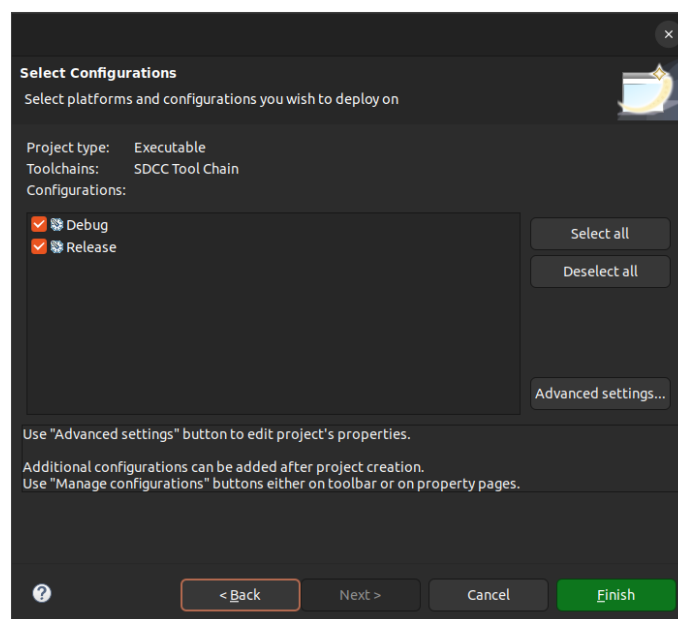 Select Configurations
Select platforms and configurations you wish to deploy on
Project type: Executable
Toolchains: SDCC Tool Chain
Configurations:
Debug
Release
Select all
Deselect all
Advanced settings...
Use "Advanced settings" button to edit project's properties.
Additional configurations can be added after project creation.
Use "Manage configurations" buttons either on toolbar or on property pages.
< Back
Next >
Cancel
Finish